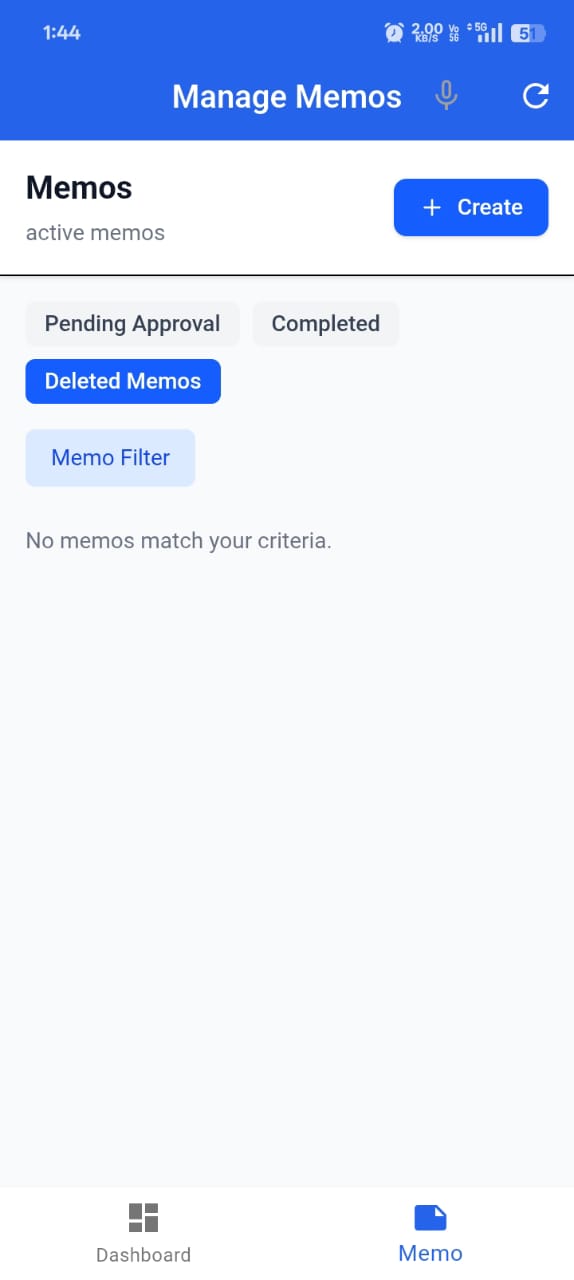 1:44
2.00 KB/S Vo 5G 5G 51
Manage Memos
Memos
active memos
+ Create
Pending Approval
Completed
Deleted Memos
Memo Filter
No memos match your criteria.
Dashboard
Memo